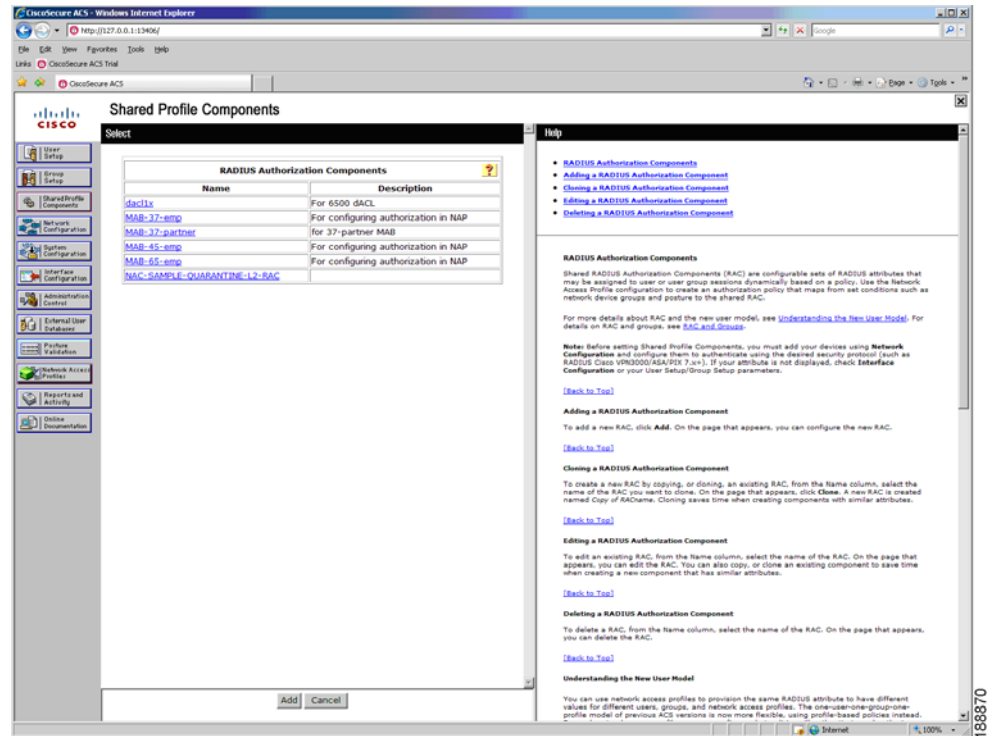 CiscoSecure ACS - Windows Internet Explorer
http://127.0.0.1:13406/
Google
File Edit View Favorites Tools Help
Links CiscoSecure ACS Trial
CiscoSecure ACS
Page Tools
CISCO
Shared Profile Components
User Setup
Group Setup
Shared Profile Components
Network Configuration
System Configuration
Interface Configuration
Administration Control
External User Databases
Posture Validation
Network Access Profiles
Reports and Activity
Online Documentation
Select
RADIUS Authorization Components ?
Name Description
dacl1x For 6500 dACL
MAB-37-emp For configuring authorization in NAP
MAB-37-partner for 37-partner MAB
MAB-45-emp For configuring authorization in NAP
MAB-65-emp For configuring authorization in NAP
NAC-SAMPLE-QUARANTINE-L2-RAC
Add Cancel
Help
RADIUS Authorization Components
Adding a RADIUS Authorization Component
Cloning a RADIUS Authorization Component
Editing a RADIUS Authorization Component
Deleting a RADIUS Authorization Component
RADIUS Authorization Components
Shared RADIUS Authorization Components (RAC) are configurable sets of RADIUS attributes that
may be assigned to user or user group sessions dynamically based on a policy. Use the Network
Access Profile configuration to create an authorization policy that maps from set conditions such as
network device groups and posture to the shared RAC.
For more details about RAC and the new user model, see Understanding the New User Model. For
details on RAC and groups, see RAC and Groups.
Note: Before setting Shared Profile Components, you must add your devices using Network
Configuration and configure them to authenticate using the desired security protocol (such as
RADIUS Cisco VPN3000/ASA/PIX 7.x+). If your attribute is not displayed, check Interface
Configuration or your User Setup/Group Setup parameters.
[Back to Top]
Adding a RADIUS Authorization Component
To add a new RAC, click Add. On the page that appears, you can configure the new RAC.
[Back to Top]
Cloning a RADIUS Authorization Component
To create a new RAC by copying, or cloning, an existing RAC, from the Name column, select the
name of the RAC you want to clone. On the page that appears, click Clone. A new RAC is created
named Copy of RACname. Cloning saves time when creating components with similar attributes.
[Back to Top]
Editing a RADIUS Authorization Component
To edit an existing RAC, from the Name column, select the name of the RAC. On the page that
appears, you can edit the RAC. You can also copy, or clone an existing component to save time
when creating a new component that has similar attributes.
[Back to Top]
Deleting a RADIUS Authorization Component
To delete a RAC, from the Name column, select the name of the RAC. On the page that appears,
you can delete the RAC.
[Back to Top]
Understanding the New User Model
You can use network access profiles to provision the same RADIUS attribute to have different
values for different users, groups, and network access profiles. The one-user-one-group-one-
profile model of previous ACS versions is now more flexible, using profile-based policies instead.
Internet 100%
188870